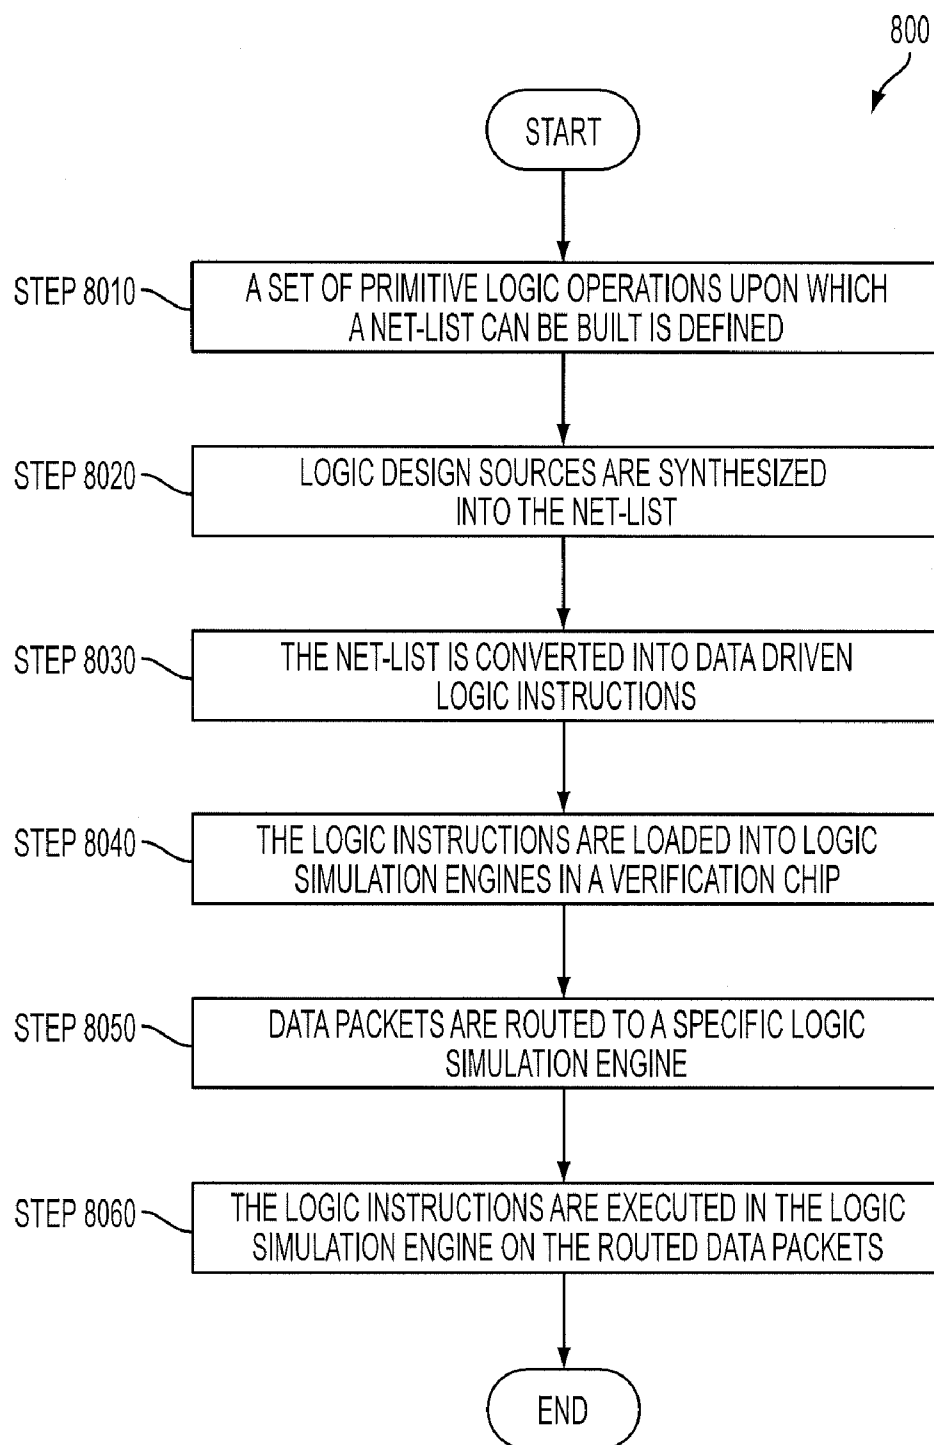 800
START
STEP 8010
A SET OF PRIMITIVE LOGIC OPERATIONS UPON WHICH
A NET-LIST CAN BE BUILT IS DEFINED
STEP 8020
LOGIC DESIGN SOURCES ARE SYNTHESIZED
INTO THE NET-LIST
STEP 8030
THE NET-LIST IS CONVERTED INTO DATA DRIVEN
LOGIC INSTRUCTIONS
STEP 8040
THE LOGIC INSTRUCTIONS ARE LOADED INTO LOGIC
SIMULATION ENGINES IN A VERIFICATION CHIP
STEP 8050
DATA PACKETS ARE ROUTED TO A SPECIFIC LOGIC
SIMULATION ENGINE
STEP 8060
THE LOGIC INSTRUCTIONS ARE EXECUTED IN THE LOGIC
SIMULATION ENGINE ON THE ROUTED DATA PACKETS
END